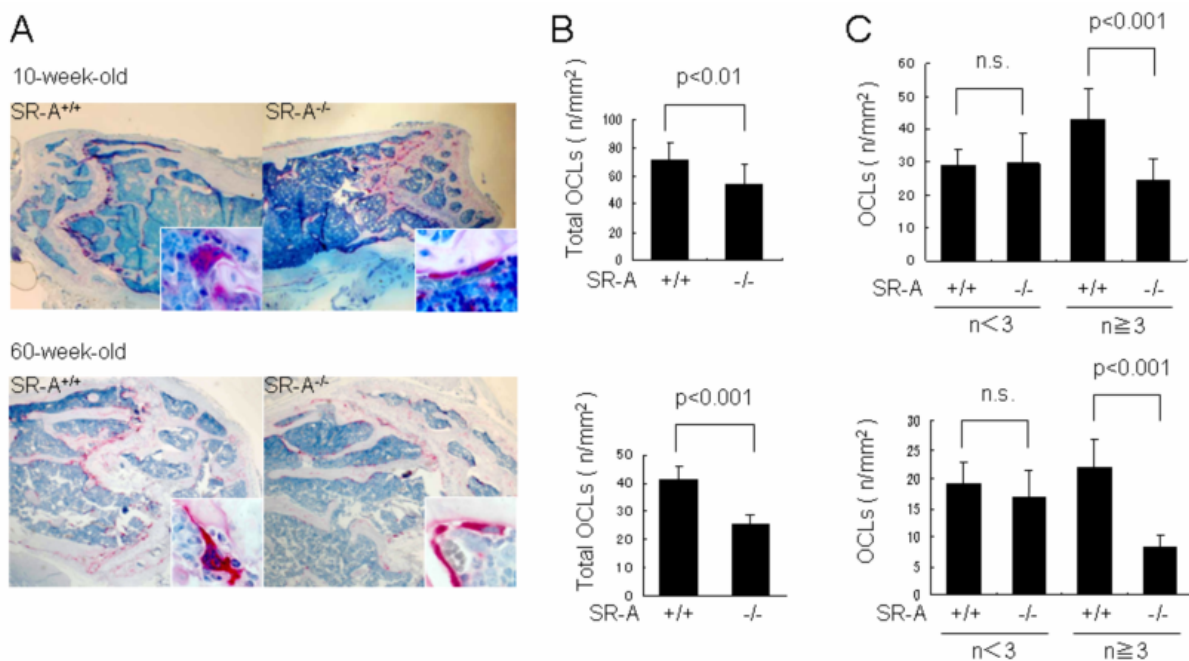 A
10-week-old
SR-A+/+
SR-A-/-
60-week-old
SR-A+/+
SR-A-/-
B
p<0.01
Total OCLs ( n/mm²)
100
80
60
40
20
0
SR-A +/+ -/-
p<0.001
Total OCLs ( n/mm²)
50
40
30
20
10
0
SR-A +/+ -/-
C
p<0.001
n.s.
OCLs ( n/mm²)
60
50
40
30
20
10
0
SR-A +/+ -/- +/+ -/-
n<3 n≧3
p<0.001
n.s.
OCLs ( n/mm²)
30
25
20
15
10
5
0
SR-A +/+ -/- +/+ -/-
n<3 n≧3